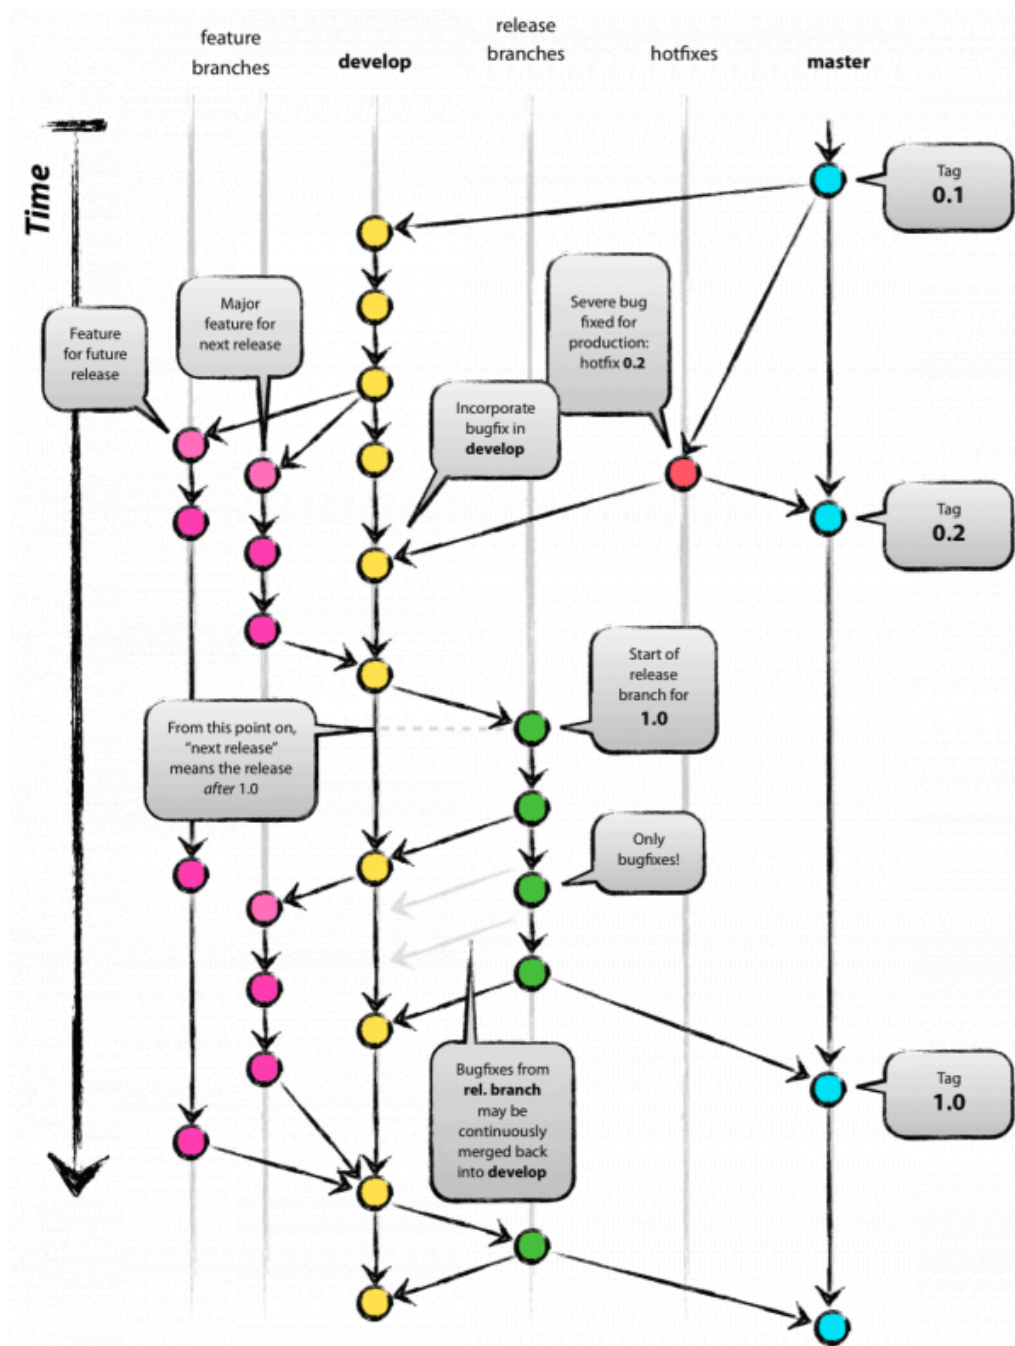 feature
branches
develop
release
branches
hotfixes
master
Time
Tag
0.1
Major
feature for
next release
Severe bug
fixed for
production:
hotfix 0.2
Feature
for future
release
Incorporate
bugfix in
develop
Tag
0.2
Start of
release
branch for
1.0
From this point on,
“next release”
means the release
after 1.0
Only
bugfixes!
Bugfixes from
rel. branch
may be
continuously
merged back
into develop
Tag
1.0